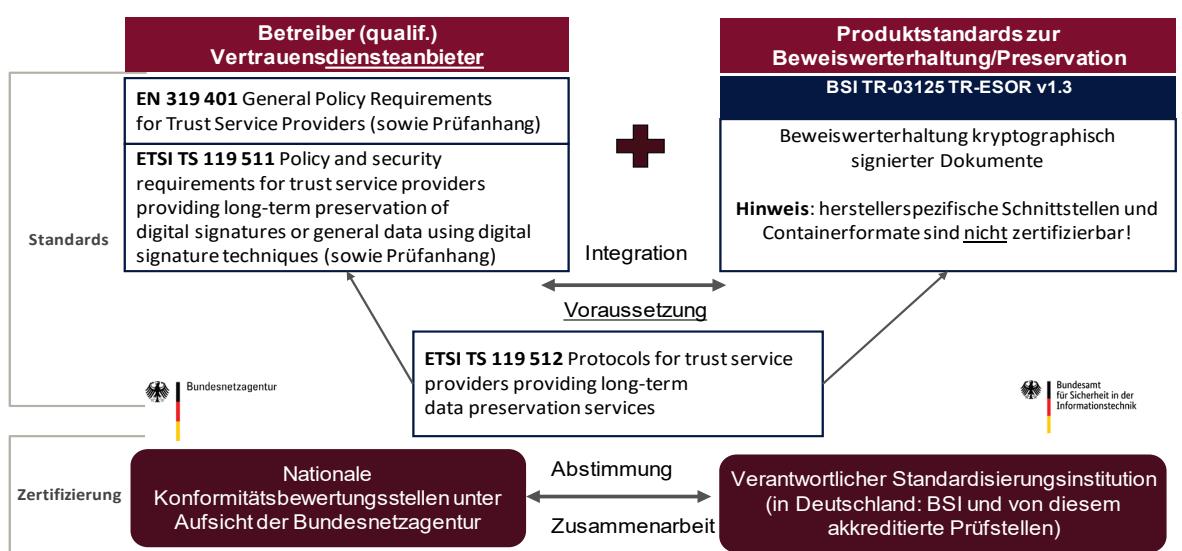 Betreiber (qualif.)
Vertrauensdiensteanbieter
EN 319 401 General Policy Requirements
for Trust Service Providers (sowie Prüfanhang)
ETSI TS 119 511 Policy and security
requirements for trust service providers
providing long-term preservation of
digital signatures or general data using digital
signature techniques (sowie Prüfanhang)
Produktstandards zur
Beweiswerterhaltung/Preservation
BSI TR-03125 TR-ESOR v1.3
Beweiswerterhaltung kryptographisch
signierter Dokumente
Hinweis: herstellerspezifische Schnittstellen und
Containerformate sind nicht zertifizierbar!
Standards
Integration
Voraussetzung
ETSI TS 119 512 Protocols for trust service
providers providing long-term
data preservation services
Bundesnetzagentur
Bundesamt
für Sicherheit in der
Informationstechnik
Zertifizierung
Nationale
Konformitätsbewertungsstellen unter
Aufsicht der Bundesnetzagentur
Abstimmung
Zusammenarbeit
Verantwortlicher Standardisierungsinstitution
(in Deutschland: BSI und von diesem
akkreditierte Prüfstellen)